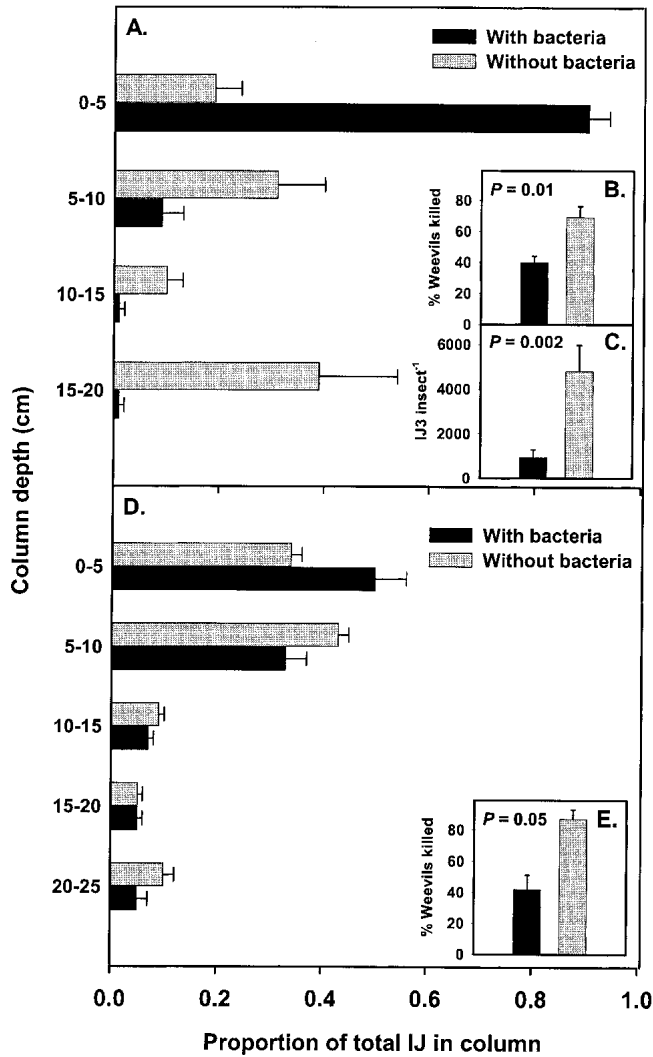 A.
With bacteria
Without bacteria
0-5
5-10
10-15
15-20
B.
P = 0.01
% Weevils killed
80
60
40
20
0
C.
P = 0.002
IJ3 insect-1
6000
4000
2000
0
Column depth (cm)
D.
With bacteria
Without bacteria
0-5
5-10
10-15
15-20
20-25
E.
P = 0.05
% Weevils killed
80
60
40
20
0
0.0 0.2 0.4 0.6 0.8 1.0
Proportion of total IJ in column